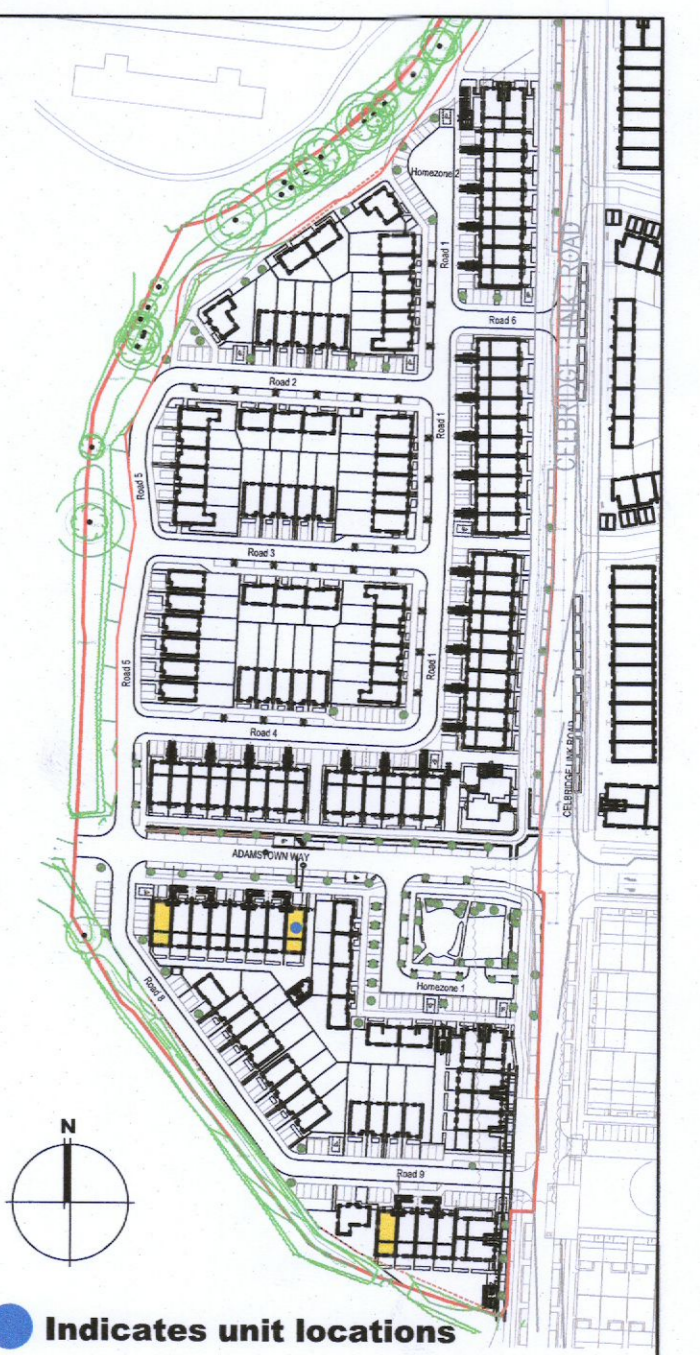 Homezone 2
Road 1
CELBRIDGE LINK ROAD
Road 6
Road 2
Road 1
Road 5
Road 3
Road 5
Road 1
Road 4
CELBRIDGE LINK ROAD
ADAMSTOWN WAY
Road 8
Homezone 1
N
Road 9
Indicates unit locations